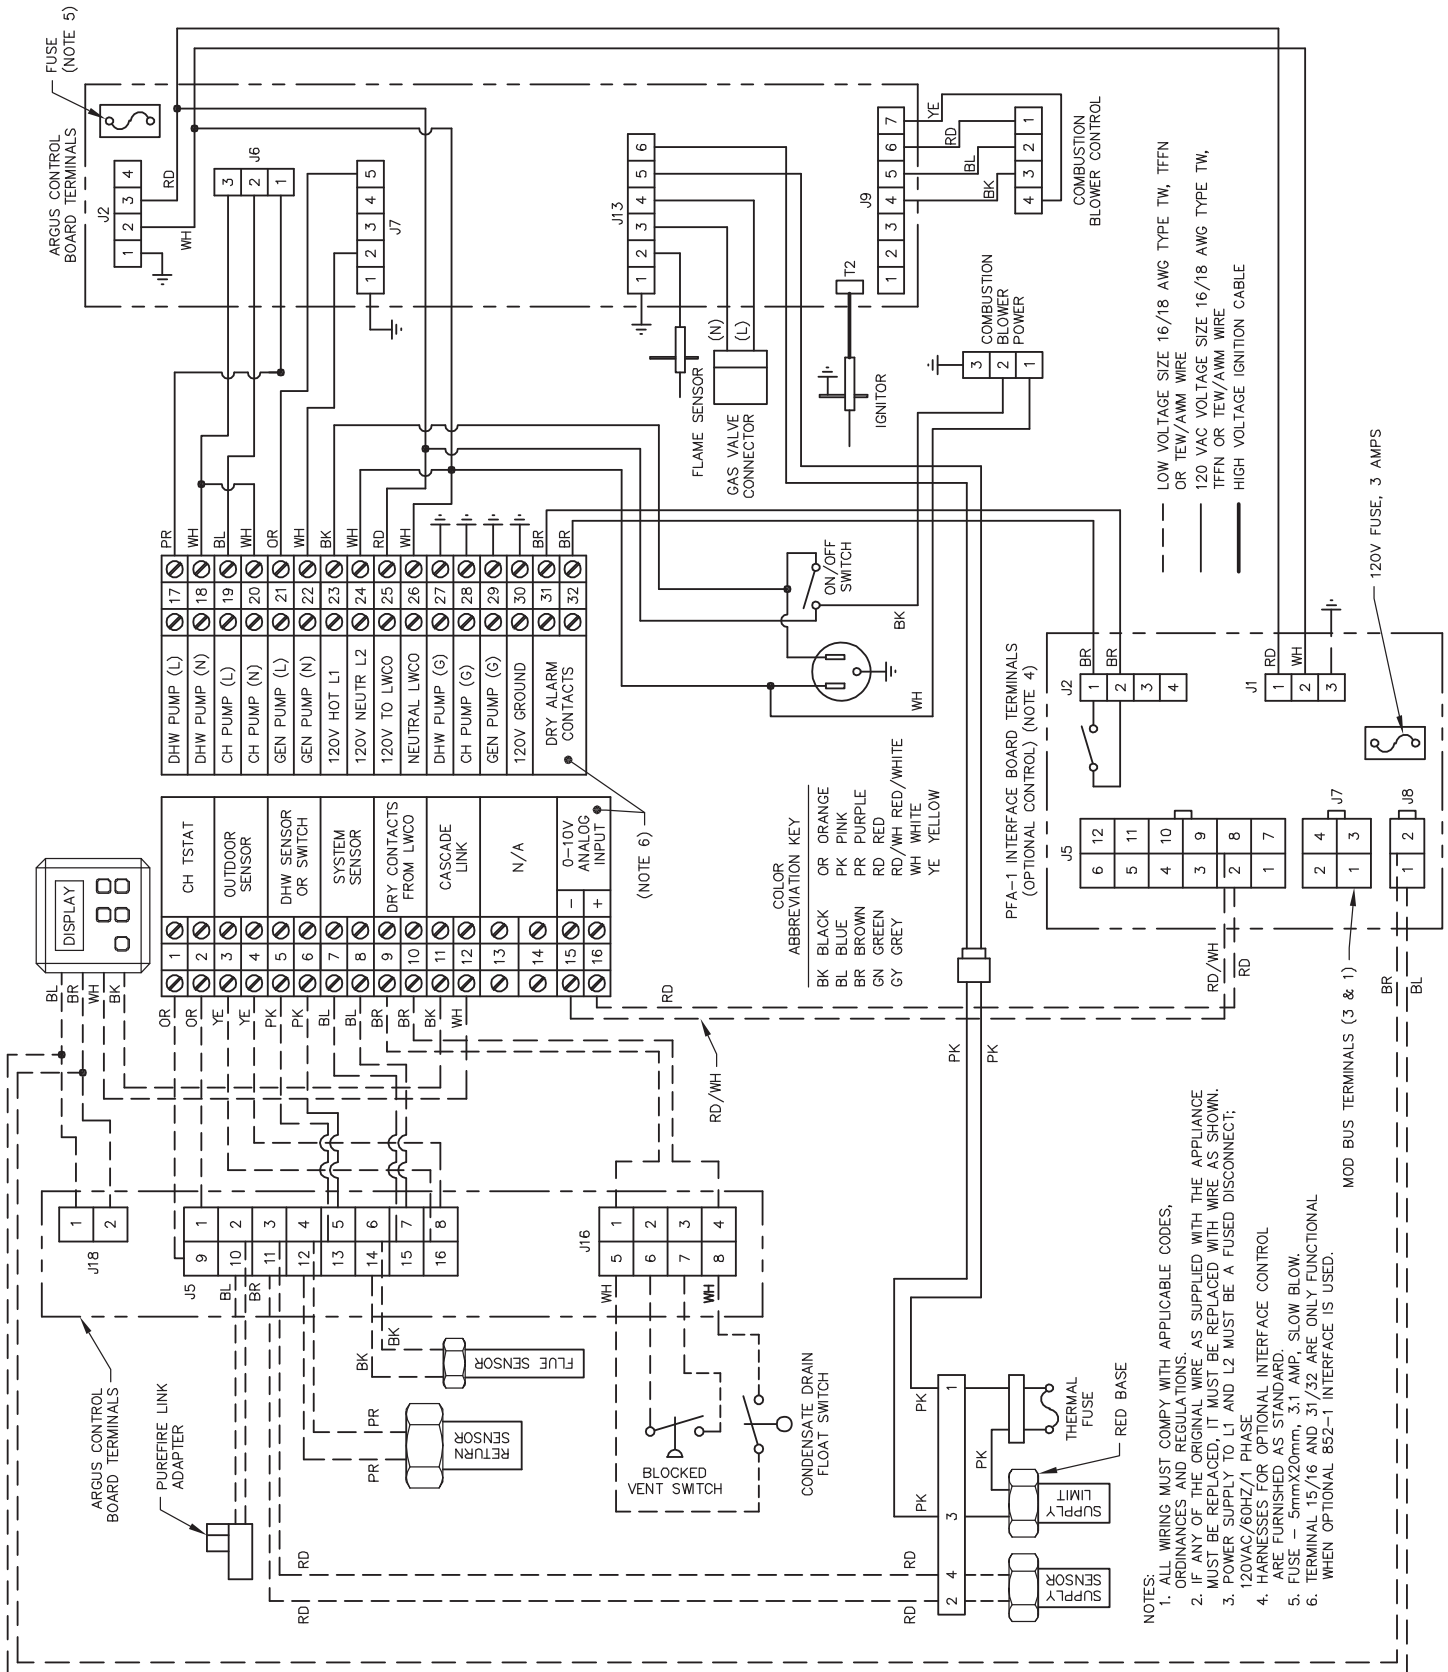 FUSE
(NOTE 5)
ARGUS CONTROL
BOARD TERMINALS
J2
1 2 3 4
RD
WH
J6
3
2
1
J7
1 2 3 4 5
J13
1 2 3 4 5 6
J9
1 2 3 4 5 6 7
YE
RD
BL
BK
4 3 2 1
COMBUSTION
BLOWER CONTROL
T2
IGNITOR
COMBUSTION
BLOWER
POWER
3
2
1
(N)
(L)
FLAME SENSOR
GAS VALVE
CONNECTOR
LOW VOLTAGE SIZE 16/18 AWG TYPE TW, TFFN
OR TEW/AWM WIRE
120 VAC VOLTAGE SIZE 16/18 AWG TYPE TW,
TFFN OR TEW/AWM WIRE
HIGH VOLTAGE IGNITION CABLE
DHW PUMP (L) 17 PR
DHW PUMP (N) 18 WH
CH PUMP (L) 19 BL
CH PUMP (N) 20 WH
GEN PUMP (L) 21 OR
GEN PUMP (N) 22 WH
120V HOT L1 23 BK
120V NEUTR L2 24 WH
120V TO LWCO 25 RD
NEUTRAL LWCO 26 WH
DHW PUMP (G) 27
CH PUMP (G) 28
GEN PUMP (G) 29
120V GROUND 30
DRY ALARM
CONTACTS
31 BR
32 BR
ON/OFF
SWITCH
BK
WH
120V FUSE, 3 AMPS
DISPLAY
BL
BR
WH
BK
OR 1
OR 2
CH TSTAT
YE 3
YE 4
OUTDOOR
SENSOR
PK 5
PK 6
DHW SENSOR
OR SWITCH
BL 7
BL 8
SYSTEM
SENSOR
BR 9
BR 10
DRY CONTACTS
FROM LWCO
BK 11
WH 12
CASCADE
LINK
13
14
N/A
15 −
16 +
0−10V
ANALOG
INPUT
(NOTE 6)
COLOR
ABBREVIATION KEY
BK BLACK OR ORANGE
BL BLUE PK PINK
BR BROWN PR PURPLE
GN GREEN RD RED
GY GREY RD/WH RED/WHITE
WH WHITE
YE YELLOW
PFA−1 INTERFACE BOARD TERMINALS
(OPTIONAL CONTROL) (NOTE 4)
J2
BR
BR
1
2
3
4
J1
RD
WH
1
2
3
J5
6 12
5 11
4 10
3 9
2 8
1 7
J7
2 4
1 3
J8
1 2
RD/WH
RD
BR
BL
MOD BUS TERMINALS (3 & 1)
RD
RD/WH
PK
PK
J18
1
2
J5
9 1
10 2
11 3
12 4
13 5
14 6
15 7
16 8
BL
BR
J16
5 1
6 2
7 3
8 4
WH
WH
BK
BK
FLUE SENSOR
PR
PR
RETURN
SENSOR
ARGUS CONTROL
BOARD TERMINALS
PUREFIRE LINK
ADAPTER
BLOCKED
VENT SWITCH
CONDENSATE DRAIN
FLOAT SWITCH
RD
RD
RD
RD
2 4 3 1
PK
PK
PK
THERMAL
FUSE
RED BASE
SUPPLY
LIMIT
SUPPLY
SENSOR
NOTES:
1. ALL WIRING MUST COMPY WITH APPLICABLE CODES,
ORDINANCES AND REGULATIONS.
2. IF ANY OF THE ORIGINAL WIRE AS SUPPLIED WITH THE APPLIANCE
MUST BE REPLACED, IT MUST BE REPLACED WITH WIRE AS SHOWN.
3. POWER SUPPLY TO L1 AND L2 MUST BE A FUSED DISCONNECT;
120VAC/60HZ/1 PHASE
4. HARNESSES FOR OPTIONAL INTERFACE CONTROL
ARE FURNISHED AS STANDARD.
5. FUSE − 5mmX20mm, 3.1 AMP, SLOW BLOW.
6. TERMINAL 15/16 AND 31/32 ARE ONLY FUNCTIONAL
WHEN OPTIONAL 852−1 INTERFACE IS USED.